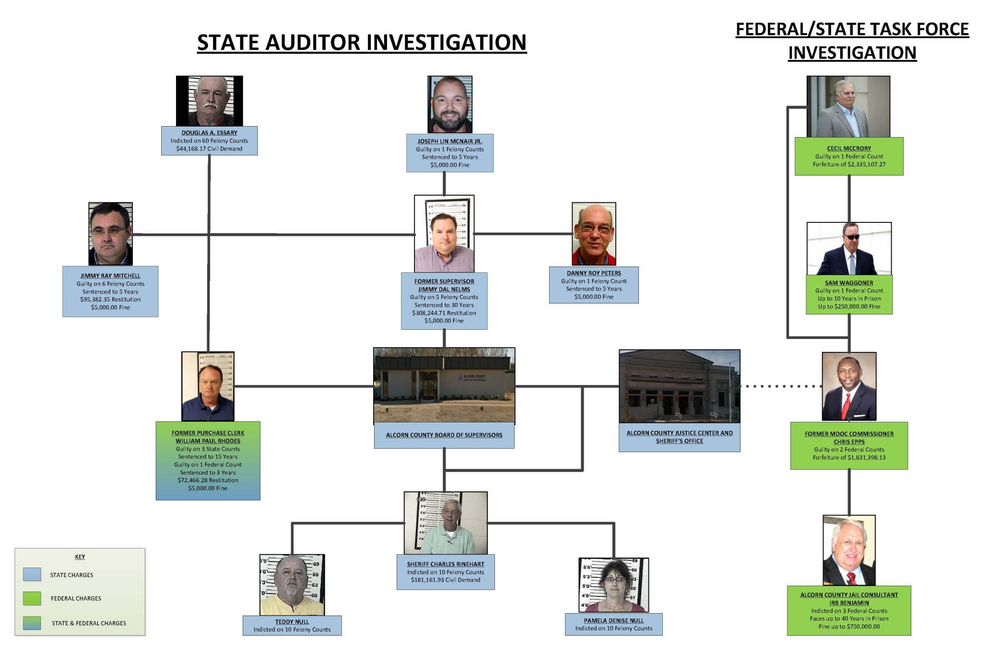 STATE AUDITOR INVESTIGATION
FEDERAL/STATE TASK FORCE
INVESTIGATION
DOUGLAS A. ESSARY
Indicted on 60 Felony Counts
$44,168.17 Civil Demand
JOSEPH LIN MCNAIR JR.
Guilty on 1 Felony Counts
Sentenced to 5 Years
$5,000.00 Fine
CECIL MCCRORY
Guilty on 1 Federal Count
Forfeiture of $2,335,107.27
JIMMY RAY MITCHELL
Guilty on 6 Felony Counts
Sentenced to 5 Years
$95,382.35 Restitution
$5,000.00 Fine
FORMER SUPERVISOR
JIMMY DAL NELMS
Guilty on 5 Felony Counts
Sentenced to 30 Years
$308,244.71 Restitution
$5,000.00 Fine
DANNY ROY PETERS
Guilty on 1 Felony Count
Sentenced to 5 Years
$5,000.00 Fine
SAM WAGGONER
Guilty on 1 Federal Count
Up to 10 Years in Prison
Up to $250,000.00 FIne
FORMER PURCHASE CLERK
WILLIAM PAUL RHODES
Guilty on 3 State Counts
Sentenced to 15 Years
Guilty on 1 Federal Count
Sentenced to 3 Years
$72,466.28 Restitution
$5,000.00 Fine
ALCORN COUNTY
BOARD OF SUPERVISORS
ALCORN COUNTY BOARD OF SUPERVISORS
ALCORN COUNTY JUSTICE CENTER AND
SHERIFF'S OFFICE
FORMER MDOC COMMISSIONER
CHRIS EPPS
Guilty on 2 Federal Counts
Forfeiture of $1,831,398.13
SHERIFF CHARLES RINEHART
Indicted on 10 Felony Counts
$181,161.93 Civil Demand
TEDDY NULL
Indicted on 10 Felony Counts
PAMELA DENISE NULL
Indicted on 10 Felony Counts
ALCORN COUNTY JAIL CONSULTANT
IRB BENJAMIN
Indicted on 3 Federal Counts
Faces up to 40 Years in Prison
Fine up to $750,000.00
KEY
STATE CHARGES
FEDERAL CHARGES
STATE & FEDERAL CHARGES